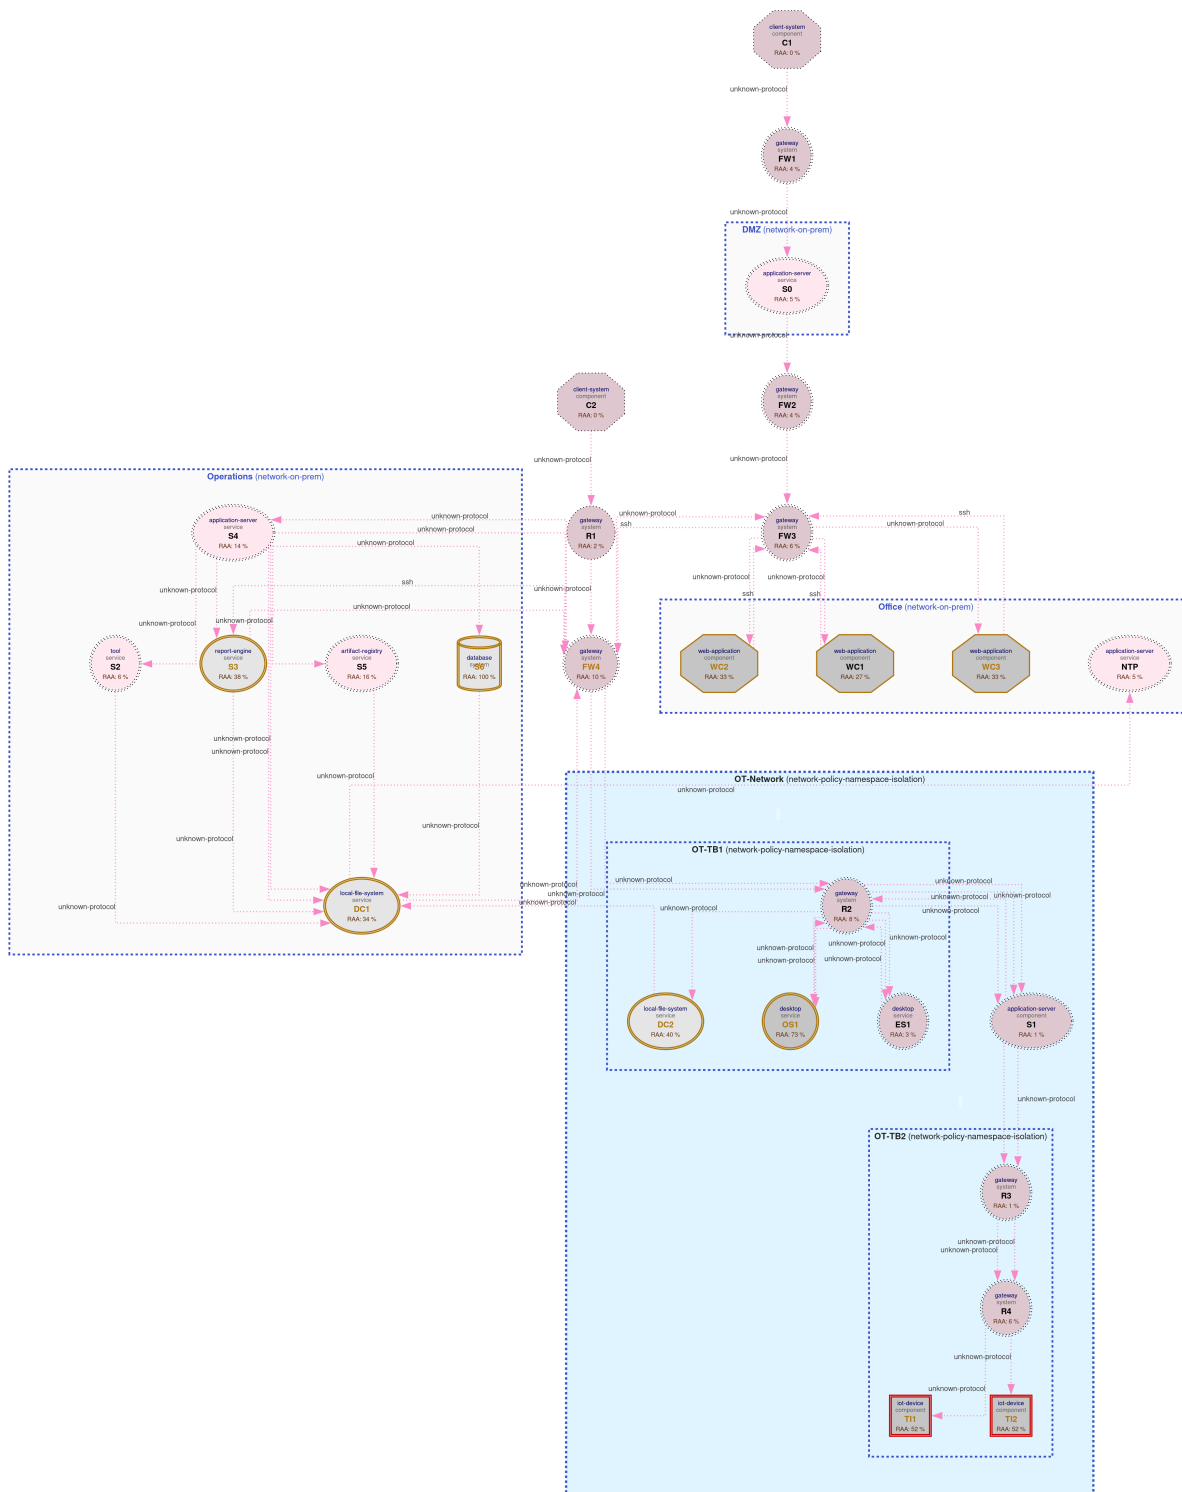 client-system
component
C1
RAA: 0 %
unknown-protocol
gateway
system
FW1
RAA: 4 %
unknown-protocol
DMZ (network-on-prem)
application-server
service
S0
RAA: 5 %
unknown-protocol
client-system
component
C2
RAA: 0 %
gateway
system
FW2
RAA: 4 %
unknown-protocol
unknown-protocol
Operations (network-on-prem)
application-server
service
S4
RAA: 14 %
unknown-protocol
unknown-protocol
unknown-protocol
gateway
system
R1
RAA: 2 %
unknown-protocol
ssh
gateway
system
FW3
RAA: 6 %
ssh
unknown-protocol
unknown-protocol
ssh
unknown-protocol
unknown-protocol
unknown-protocol
ssh
ssh
unknown-protocol
unknown-protocol
unknown-protocol
Office (network-on-prem)
tool
service
S2
RAA: 6 %
report-engine
service
S3
RAA: 38 %
artifact-registry
service
S5
RAA: 16 %
database
system
S6
RAA: 100 %
gateway
system
FW4
RAA: 10 %
web-application
component
WC2
RAA: 33 %
web-application
component
WC1
RAA: 27 %
web-application
component
WC3
RAA: 33 %
application-server
service
NTP
RAA: 5 %
unknown-protocol
unknown-protocol
unknown-protocol
OT-Network (network-policy-namespace-isolation)
unknown-protocol
unknown-protocol
unknown-protocol
OT-TB1 (network-policy-namespace-isolation)
local-file-system
service
DC1
RAA: 34 %
unknown-protocol
unknown-protocol
unknown-protocol
unknown-protocol
unknown-protocol
unknown-protocol
gateway
system
R2
RAA: 8 %
unknown-protocol
unknown-protocol
unknown-protocol
unknown-protocol
unknown-protocol
unknown-protocol
unknown-protocol
unknown-protocol
unknown-protocol
local-file-system
service
DC2
RAA: 40 %
desktop
service
OS1
RAA: 73 %
desktop
service
ES1
RAA: 3 %
application-server
component
S1
RAA: 1 %
unknown-protocol
OT-TB2 (network-policy-namespace-isolation)
gateway
system
R3
RAA: 1 %
unknown-protocol
unknown-protocol
gateway
system
R4
RAA: 6 %
unknown-protocol
unknown-protocol
iot-device
component
TI1
RAA: 52 %
iot-device
component
TI2
RAA: 52 %